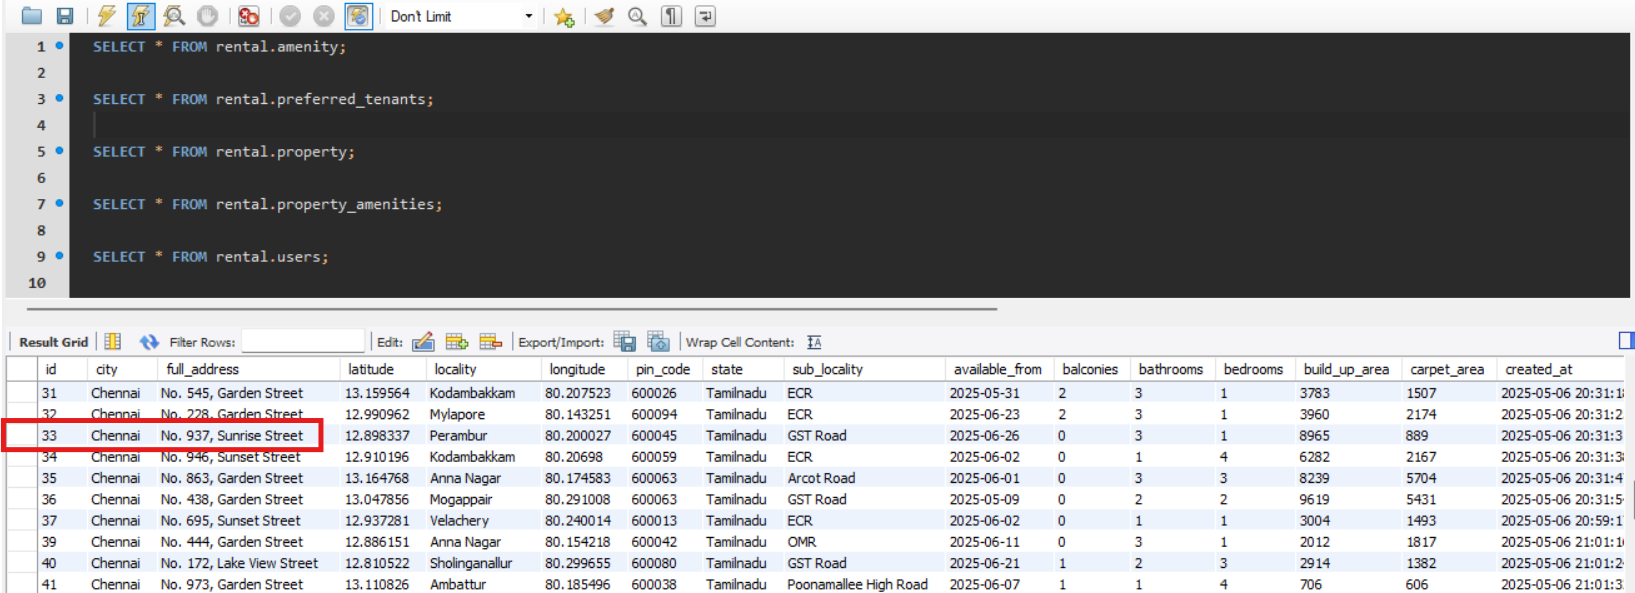 Don't Limit
1 SELECT * FROM rental.amenity;
2
3 SELECT * FROM rental.preferred_tenants;
4
5 SELECT * FROM rental.property;
6
7 SELECT * FROM rental.property_amenities;
8
9 SELECT * FROM rental.users;
10
Result Grid Filter Rows: Edit: Export/Import: Wrap Cell Content:
id city full_address latitude locality longitude pin_code state sub_locality available_from balconies bathrooms bedrooms build_up_area carpet_area created_at
31 Chennai No. 545, Garden Street 13.159564 Kodambakkam 80.207523 600026 Tamilnadu ECR 2025-05-31 2 3 1 3783 1507 2025-05-06 20:31:1
32 Chennai No. 228, Garden Street 12.990962 Mylapore 80.143251 600094 Tamilnadu ECR 2025-06-23 2 3 1 3960 2174 2025-05-06 20:31:2
33 Chennai No. 937, Sunrise Street 12.898337 Perambur 80.200027 600045 Tamilnadu GST Road 2025-06-26 0 3 1 8965 889 2025-05-06 20:31:3
34 Chennai No. 946, Sunset Street 12.910196 Kodambakkam 80.20698 600059 Tamilnadu ECR 2025-06-02 0 1 4 6282 2167 2025-05-06 20:31:3
35 Chennai No. 863, Garden Street 13.164768 Anna Nagar 80.174583 600063 Tamilnadu Arcot Road 2025-06-01 0 3 3 8239 5704 2025-05-06 20:31:4
36 Chennai No. 438, Garden Street 13.047856 Mogappair 80.291008 600063 Tamilnadu GST Road 2025-05-09 0 2 2 9619 5431 2025-05-06 20:31:5
37 Chennai No. 695, Sunset Street 12.937281 Velachery 80.240014 600013 Tamilnadu ECR 2025-06-02 0 1 1 3004 1493 2025-05-06 20:59:1
39 Chennai No. 444, Garden Street 12.886151 Anna Nagar 80.154218 600042 Tamilnadu OMR 2025-06-11 0 3 1 2012 1817 2025-05-06 21:01:1
40 Chennai No. 172, Lake View Street 12.810522 Sholinganallur 80.299655 600080 Tamilnadu GST Road 2025-06-21 1 2 3 2914 1382 2025-05-06 21:01:2
41 Chennai No. 973, Garden Street 13.110826 Ambattur 80.185496 600038 Tamilnadu Poonamallee High Road 2025-06-07 1 1 4 706 606 2025-05-06 21:01:3